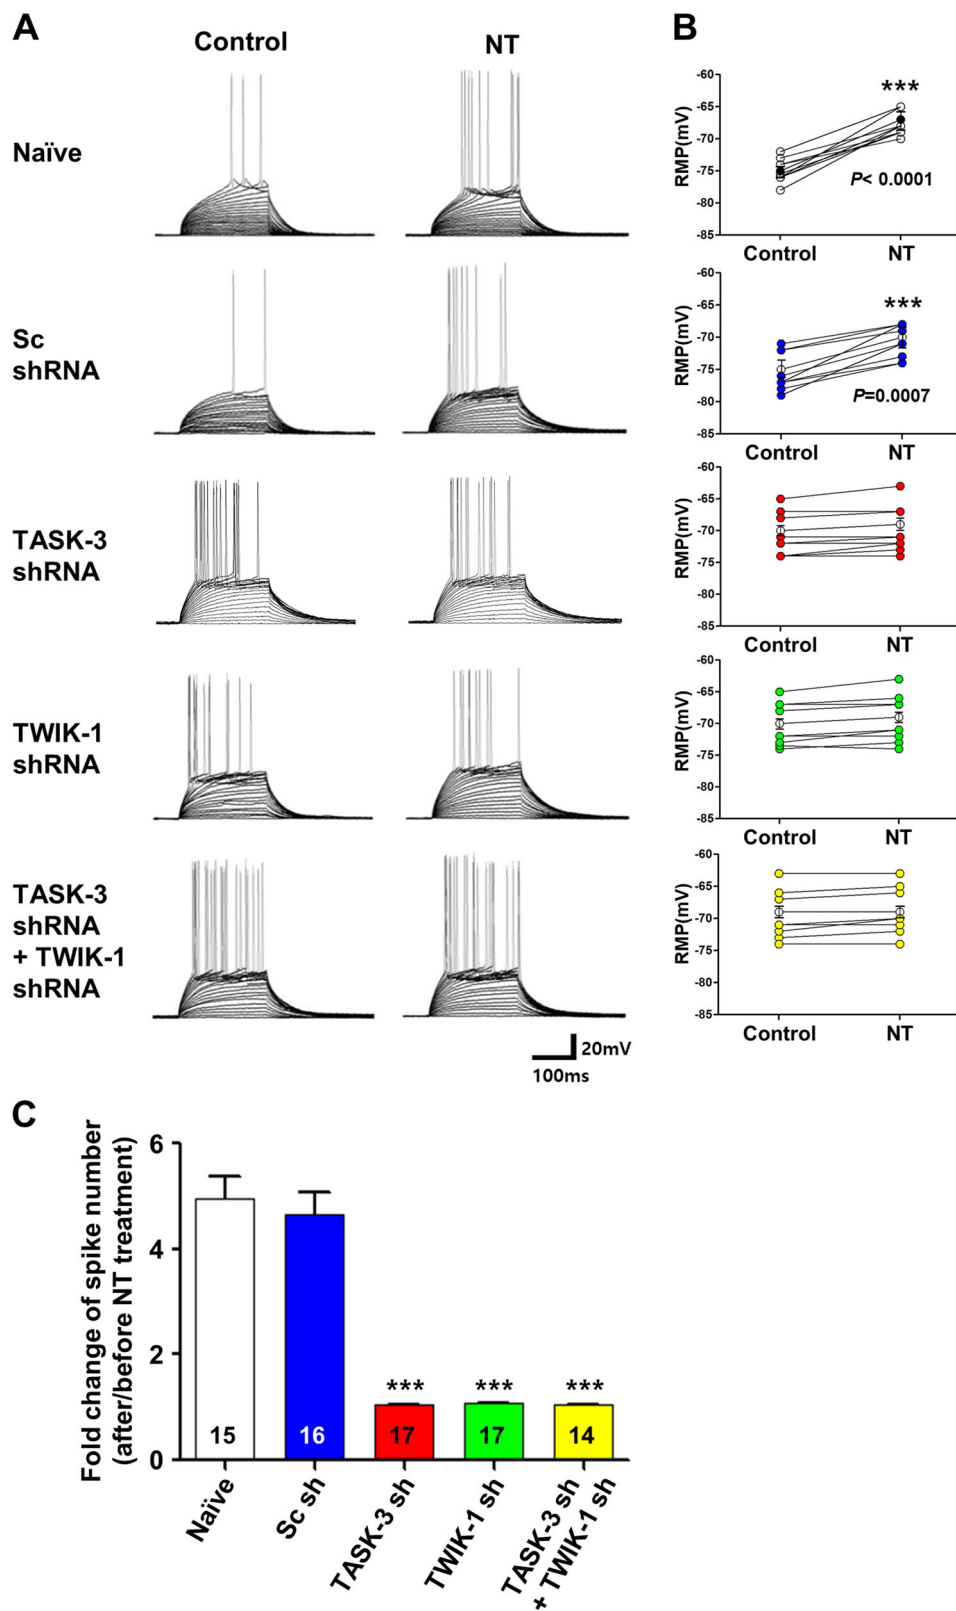 A
Control
NT
B
Naïve
RMP(mV)
-60
-65
-70
-75
-80
-85
***
P< 0.0001
Control
NT
Sc
shRNA
RMP(mV)
-60
-65
-70
-75
-80
-85
***
P=0.0007
Control
NT
TASK-3
shRNA
RMP(mV)
-60
-65
-70
-75
-80
-85
Control
NT
TWIK-1
shRNA
RMP(mV)
-60
-65
-70
-75
-80
-85
Control
NT
TASK-3
shRNA
+ TWIK-1
shRNA
RMP(mV)
-60
-65
-70
-75
-80
-85
Control
NT
20mV
100ms
C
Fold change of spike number
(after/before NT treatment)
6
4
2
0
***
***
***
15
16
17
17
14
Naïve
Sc sh
TASK-3 sh
TWIK-1 sh
TASK-3 sh
+ TWIK-1 sh